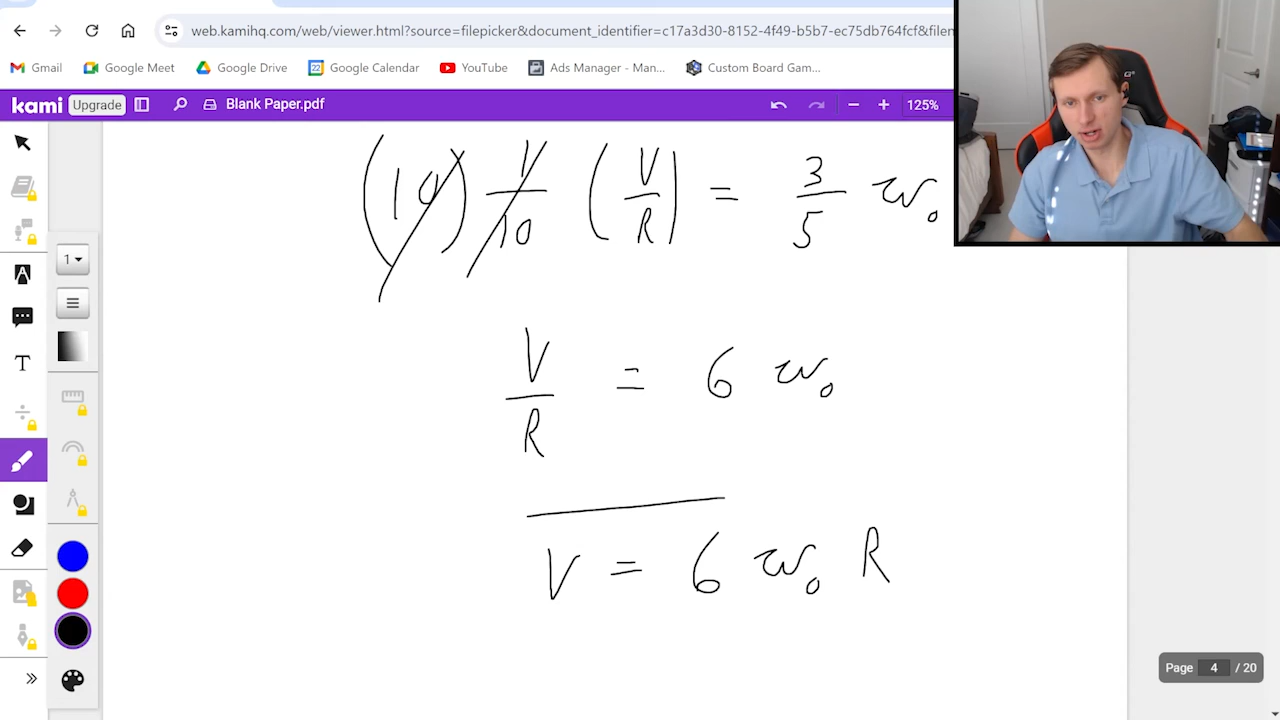 web.kamihq.com/web/viewer.html?source=filepicker&document_identifier=c17a3d30-8152-4f49-b5b7-ec75db764fcf&filen
Gmail Google Meet Google Drive 22 Google Calendar YouTube Ads Manager - Man... Custom Board Gam...
kami Upgrade Blank Paper.pdf 125%
(10) V/10 (V/R) = 3/5 ω₀
1
V/R = 6 ω₀
V = 6 ω₀ R
A
T
Page 4 / 20